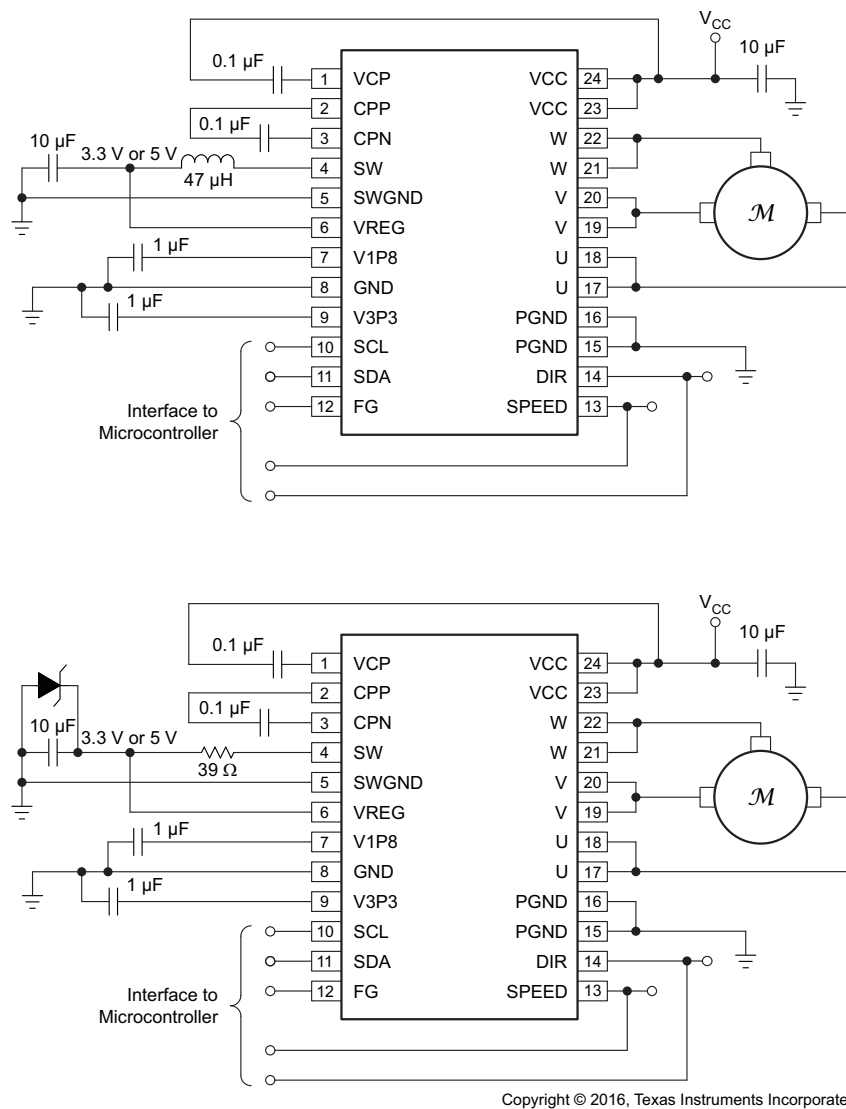 V_CC
0.1 µF
10 µF
1 VCP VCC 24
2 CPP VCC 23
0.1 µF
3 CPN W 22
10 µF 3.3 V or 5 V
4 SW W 21
47 µH
5 SWGND V 20
6 VREG V 19
1 µF
7 V1P8 U 18
8 GND U 17
1 µF
9 V3P3 PGND 16
10 SCL PGND 15
11 SDA DIR 14
12 FG SPEED 13
M
Interface to
Microcontroller
V_CC
0.1 µF
10 µF
1 VCP VCC 24
2 CPP VCC 23
0.1 µF
3 CPN W 22
10 µF 3.3 V or 5 V
4 SW W 21
39 Ω
5 SWGND V 20
6 VREG V 19
1 µF
7 V1P8 U 18
8 GND U 17
1 µF
9 V3P3 PGND 16
10 SCL PGND 15
11 SDA DIR 14
12 FG SPEED 13
M
Interface to
Microcontroller
Copyright © 2016, Texas Instruments Incorporate